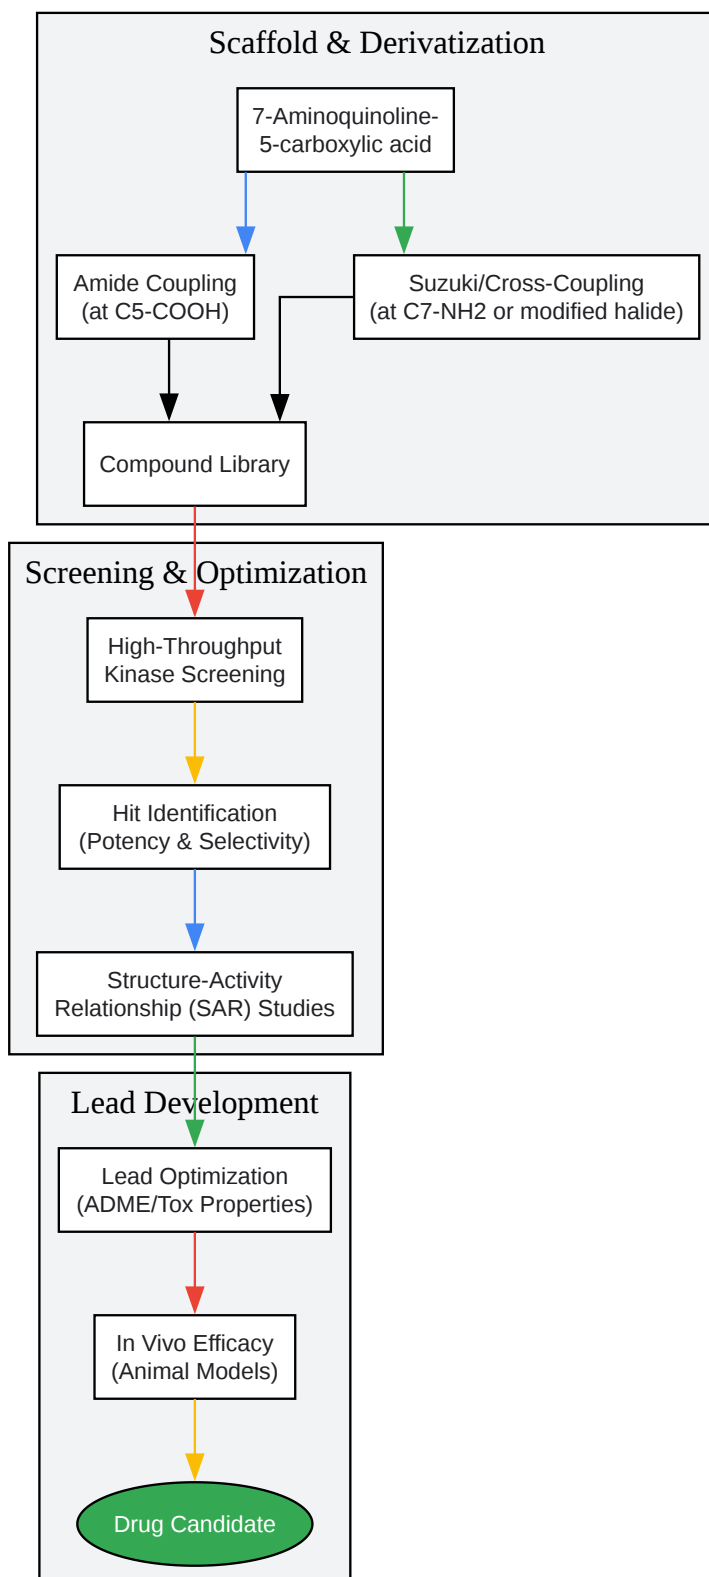 Scaffold & Derivatization
7-Aminoquinoline-
5-carboxylic acid
Amide Coupling
(at C5-COOH)
Suzuki/Cross-Coupling
(at C7-NH2 or modified halide)
Compound Library
Screening & Optimization
High-Throughput
Kinase Screening
Hit Identification
(Potency & Selectivity)
Structure-Activity
Relationship (SAR) Studies
Lead Development
Lead Optimization
(ADME/Tox Properties)
In Vivo Efficacy
(Animal Models)
Drug Candidate